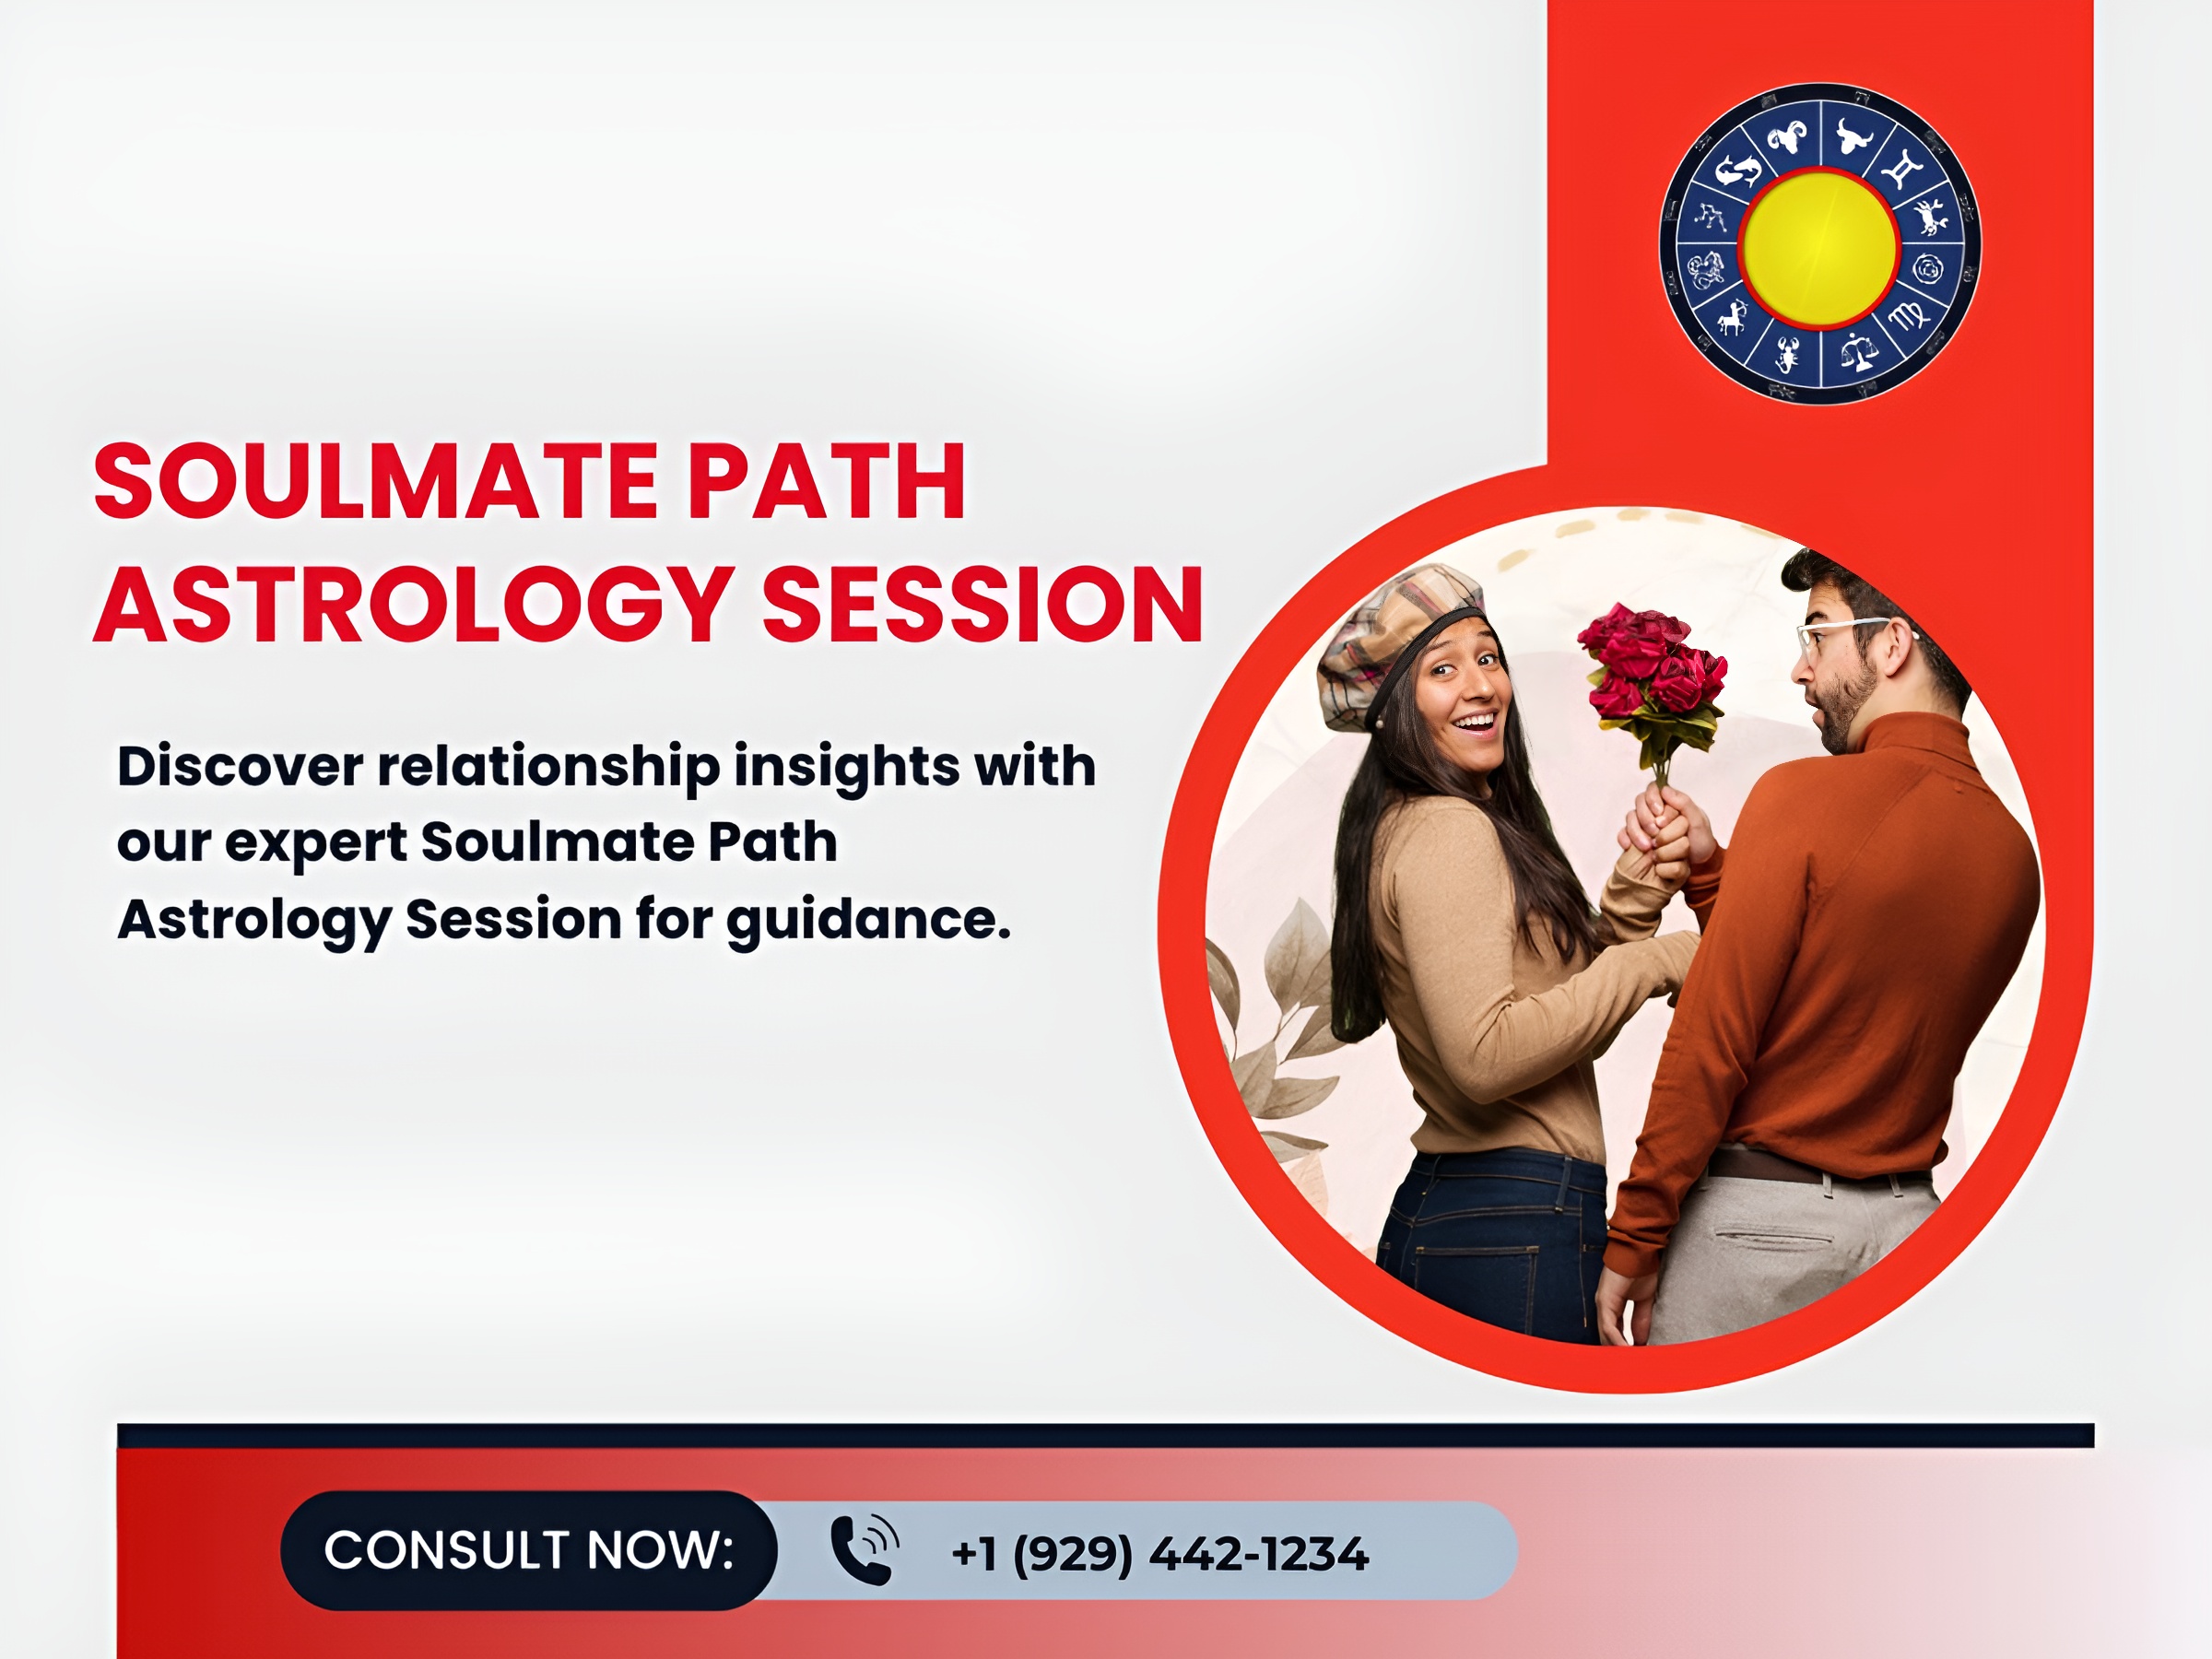 SOULMATE PATH
ASTROLOGY SESSION
Discover relationship insights with
our expert Soulmate Path
Astrology Session for guidance.
CONSULT NOW:
+1 (929) 442-1234